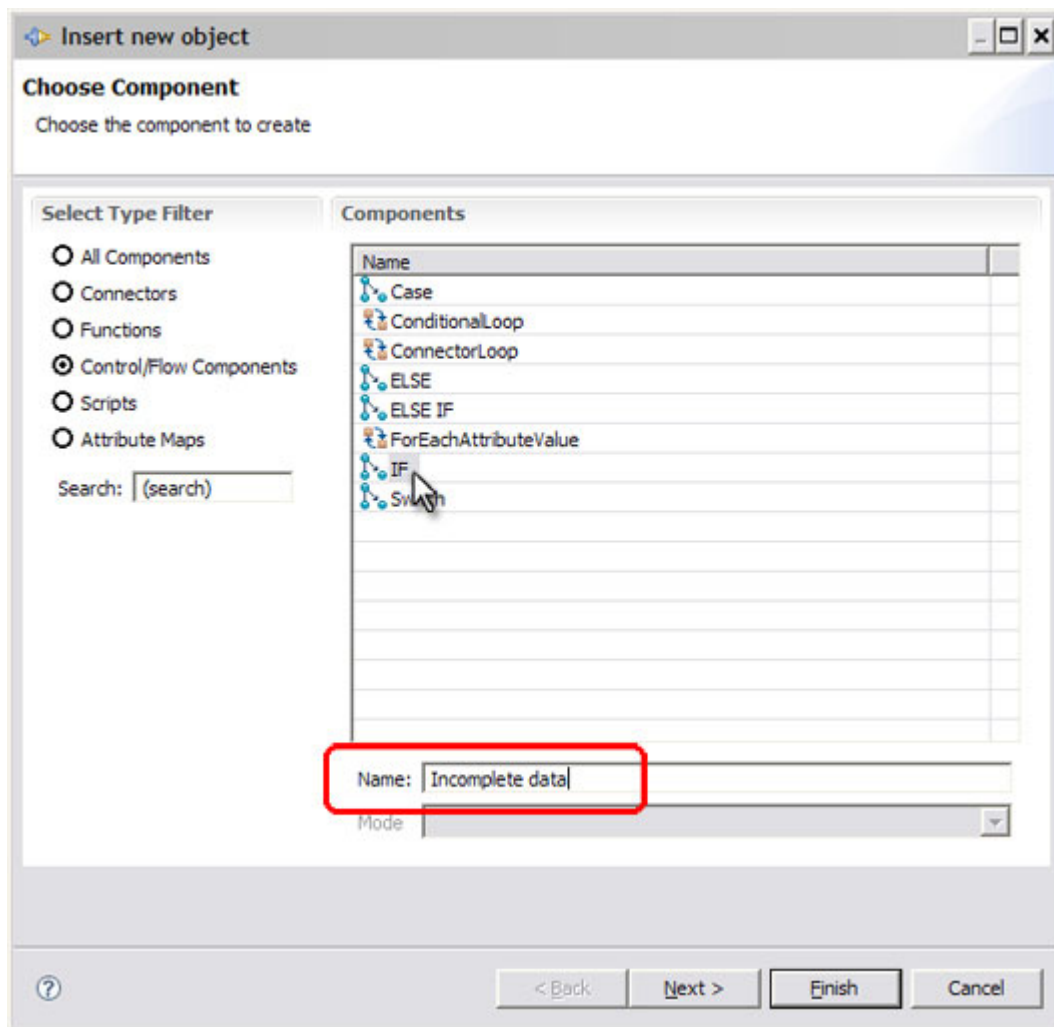 Insert new object
Choose Component
Choose the component to create
Select Type Filter
All Components
Connectors
Functions
Control/Flow Components
Scripts
Attribute Maps
Search: (search)
Components
Name
Case
ConditionalLoop
ConnectorLoop
ELSE
ELSE IF
ForEachAttributeValue
IF
Name: Incomplete data
Mode
< Back Next > Finish Cancel